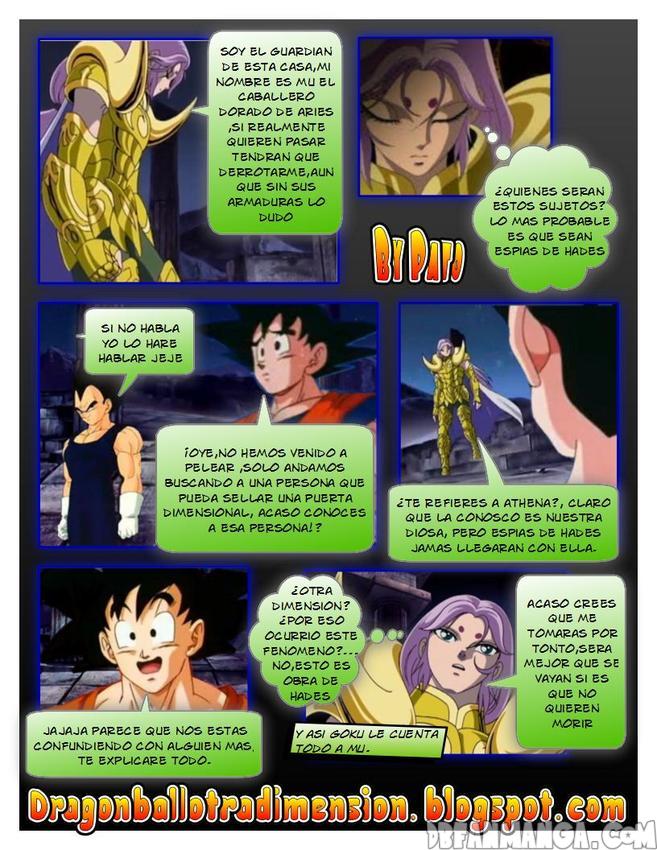 SOY EL GUARDIAN
DE ESTA CASA,MI
NOMBRE ES MU EL
CABALLERO
DORADO DE ARIES
,SI REALMENTE
QUIEREN PASAR
TENDRAN QUE
DERROTARME,AUN
QUE SIN SUS
ARMADURAS LO
DUDO
¿QUIENES SERAN
ESTOS SUJETOS?
LO MAS PROBABLE
ES QUE SEAN
ESPIAS DE HADES
By Pato
SI NO HABLA
YO LO HARE
HABLAR JEJE
¡OYE,NO HEMOS VENIDO A
PELEAR ,SOLO ANDAMOS
BUSCANDO A UNA PERSONA QUE
PUEDA SELLAR UNA PUERTA
DIMENSIONAL, ACASO CONOCES
A ESA PERSONA!?
¿TE REFIERES A ATHENA?, CLARO
QUE LA CONOSCO ES NUESTRA
DIOSA, PERO ESPIAS DE HADES
JAMAS LLEGARAN CON ELLA.
JAJAJA PARECE QUE NOS ESTAS
CONFUNDIENDO CON ALGUIEN MAS,
TE EXPLICARE TODO.
¿OTRA
DIMENSION?
¿POR ESO
OCURRIO ESTE
FENOMENO?...
NO,ESTO ES
OBRA DE
HADES
ACASO CREES
QUE ME
TOMARAS POR
TONTO,SERA
MEJOR QUE SE
VAYAN SI ES
QUE NO
QUIEREN
MORIR
Y ASI GOKU LE CUENTA
TODO A MU.
Dragonballotradimension. blogspot.com
DBFANMANGA.COM